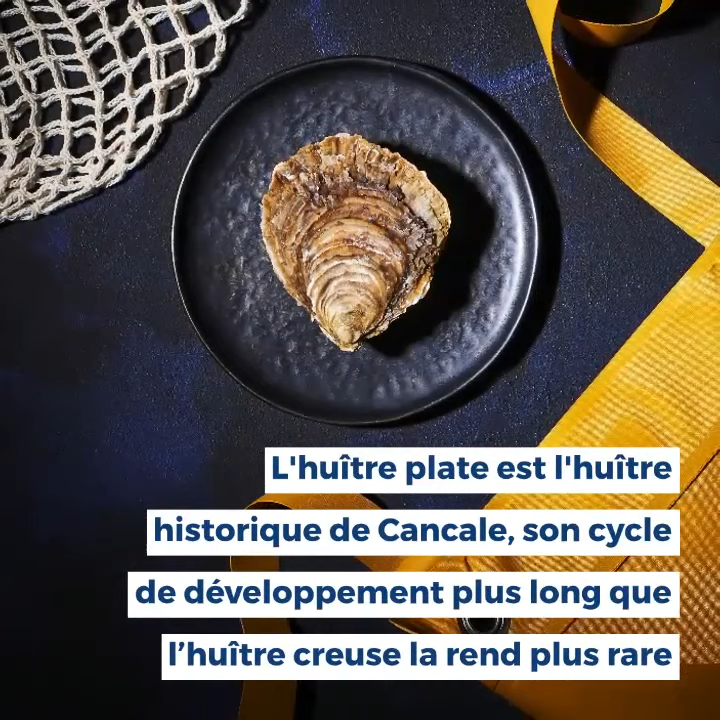 L'huître plate est l'huître
historique de Cancale, son cycle
de développement plus long que
l’huître creuse la rend plus rare